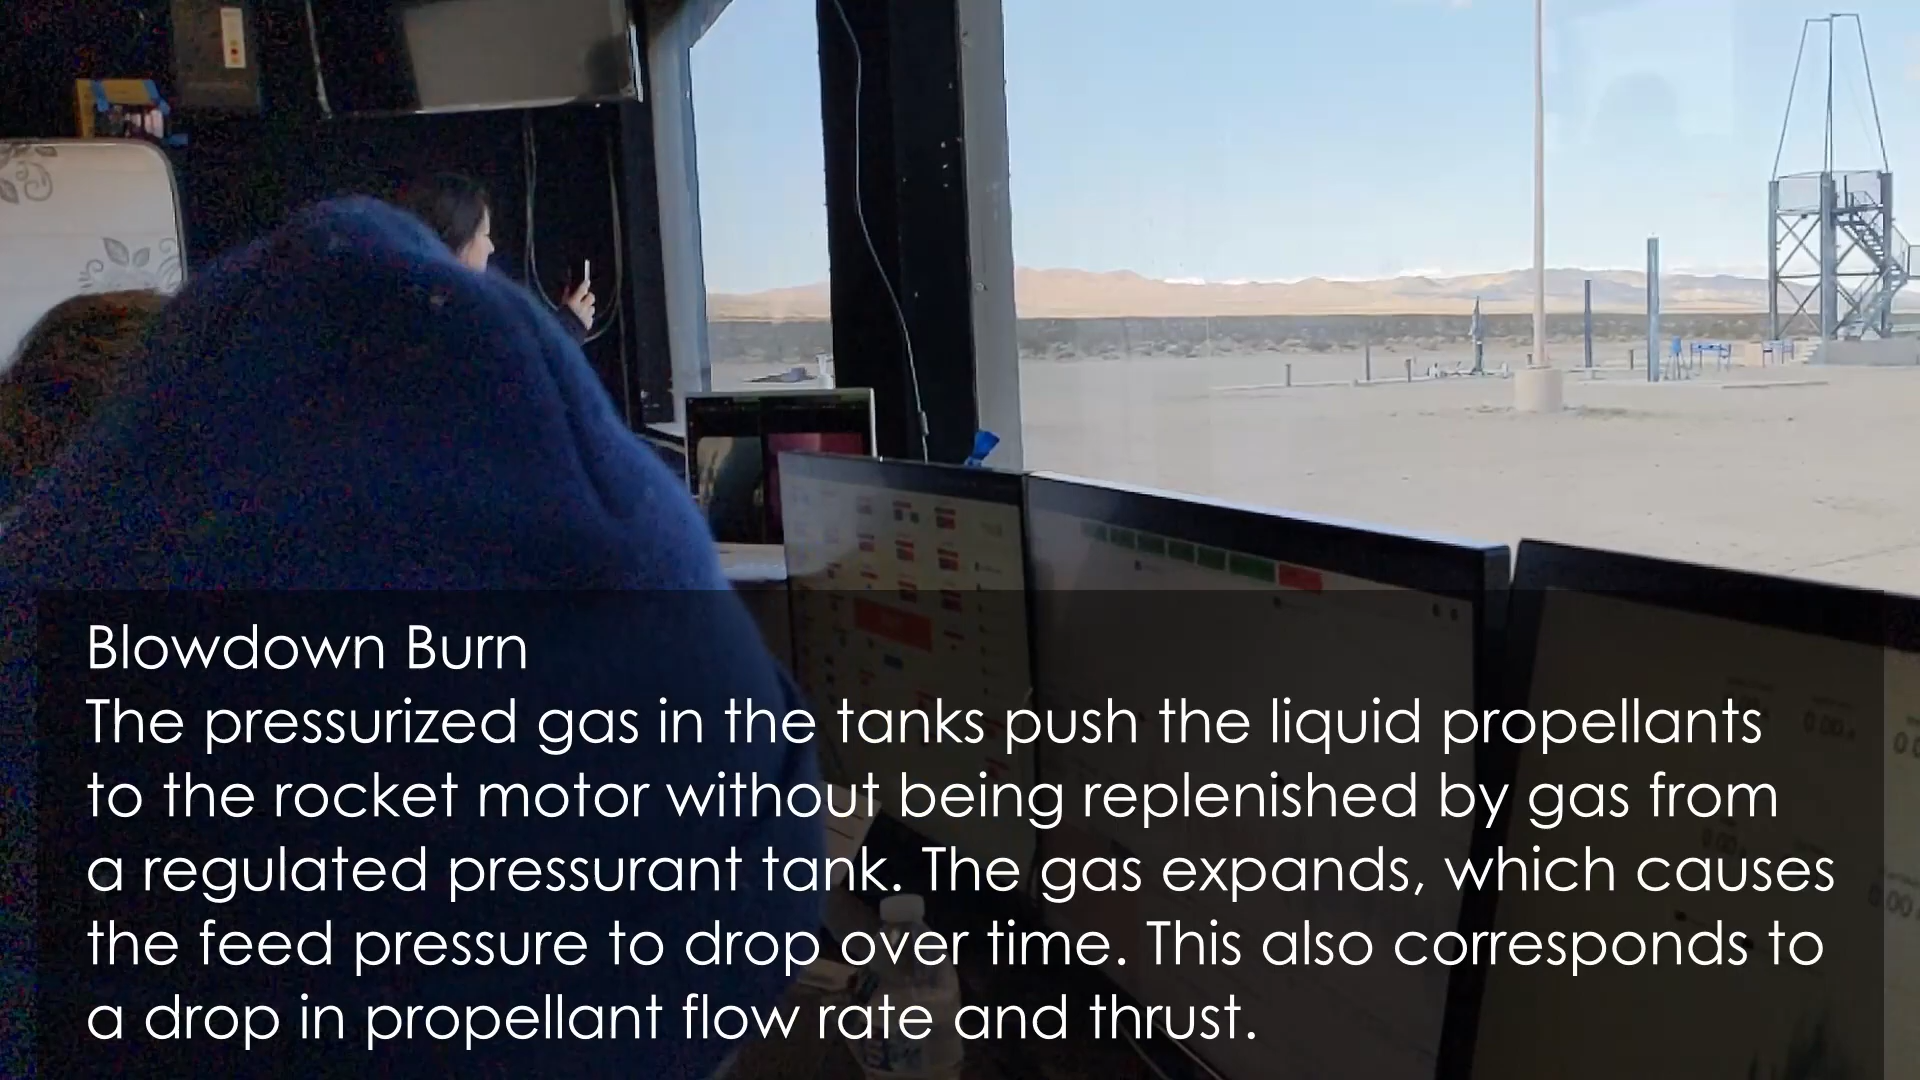 Blowdown Burn
The pressurized gas in the tanks push the liquid propellants
to the rocket motor without being replenished by gas from
a regulated pressurant tank. The gas expands, which causes
the feed pressure to drop over time. This also corresponds to
a drop in propellant flow rate and thrust.